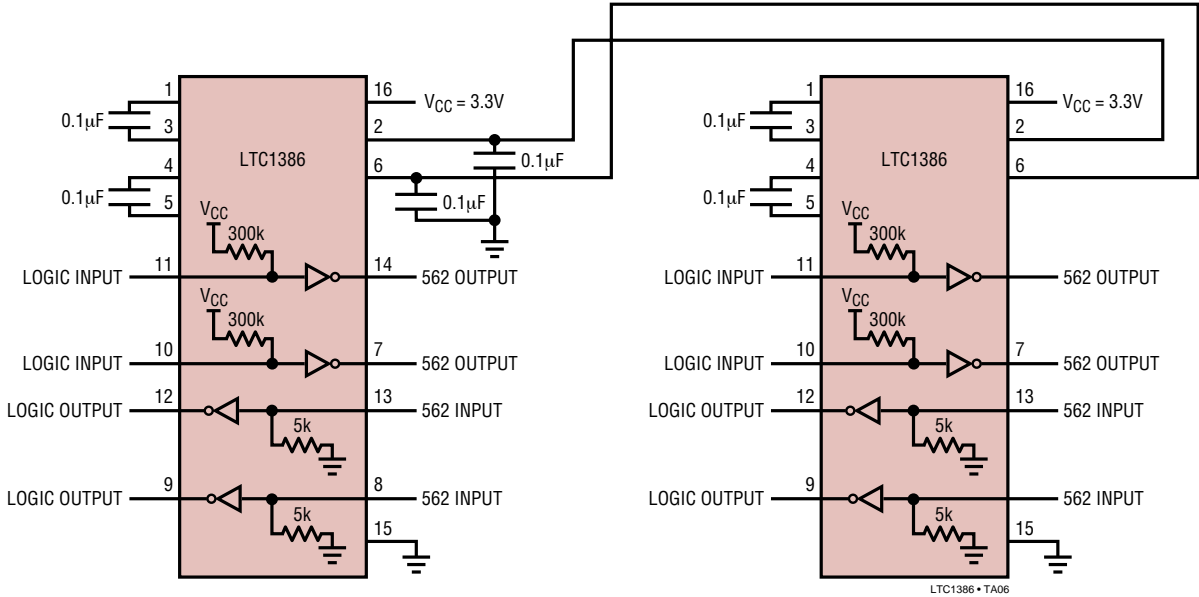 1
16
VCC = 3.3V
0.1µF
3
2
LTC1386
4
6
0.1µF
0.1µF
5
0.1µF
VCC
300k
LOGIC INPUT
11
14
562 OUTPUT
VCC
300k
LOGIC INPUT
10
7
562 OUTPUT
LOGIC OUTPUT
12
13
562 INPUT
5k
LOGIC OUTPUT
9
8
562 INPUT
5k
15
1
16
VCC = 3.3V
0.1µF
3
2
LTC1386
4
6
0.1µF
5
VCC
300k
LOGIC INPUT
11
562 OUTPUT
VCC
300k
LOGIC INPUT
10
7
562 OUTPUT
LOGIC OUTPUT
12
13
562 INPUT
5k
LOGIC OUTPUT
9
562 INPUT
5k
15
LTC1386 • TA06